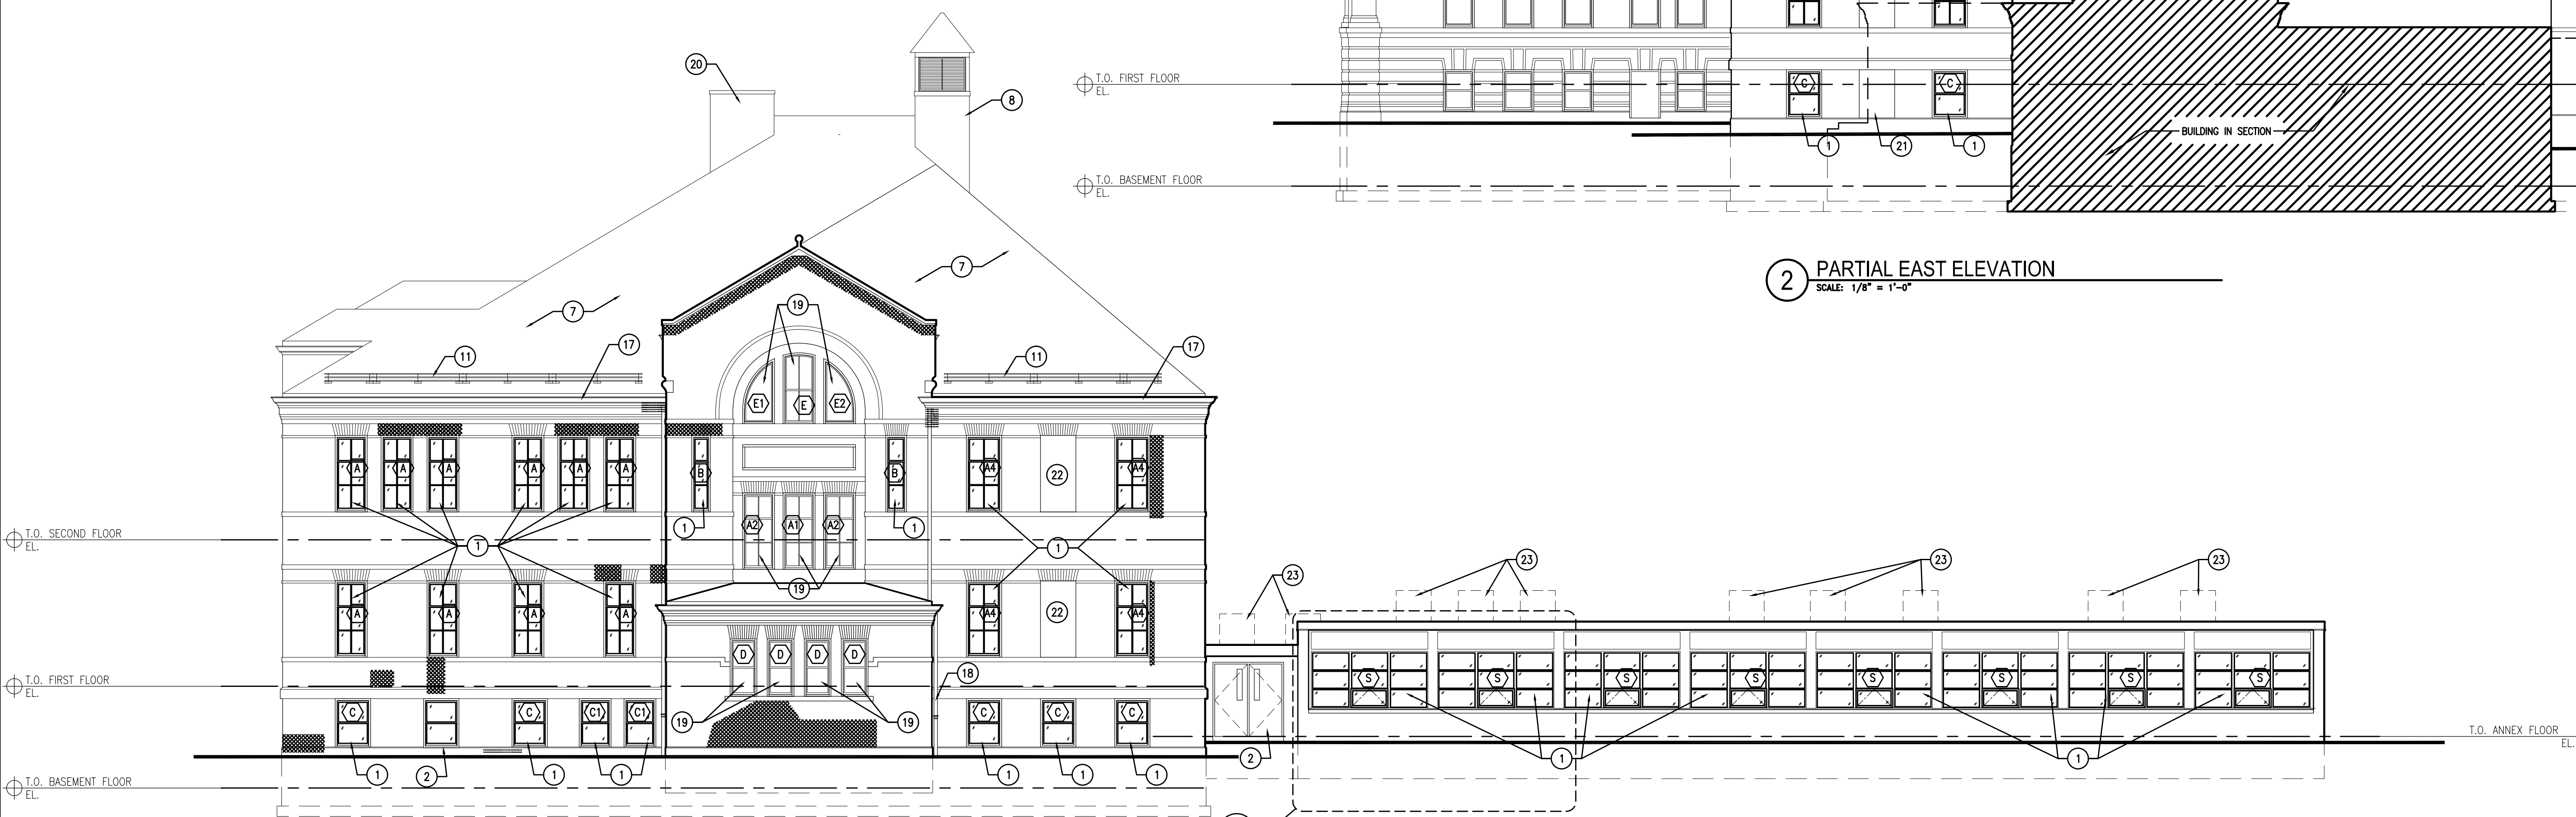 20
8
T.O. FIRST FLOOR
EL.
C
C
BUILDING IN SECTION
1
21
1
T.O. BASEMENT FLOOR
EL.
2
PARTIAL EAST ELEVATION
SCALE: 1/8" = 1'-0"
7
7
19
11
17
11
17
E1
E
E2
A A A A A A
B
B
A4
22
A4
1
A2 A1 A2
1
T.O. SECOND FLOOR
EL.
1
1
19
23
23
23
23
A A A A
A4
22
A4
D D D D
18
T.O. FIRST FLOOR
EL.
S S S S S S S S
19
19
C
C C1 C1
C C C
T.O. ANNEX FLOOR
EL.
1 2 1 1
1 1 1
2
1
1
T.O. BASEMENT FLOOR
EL.